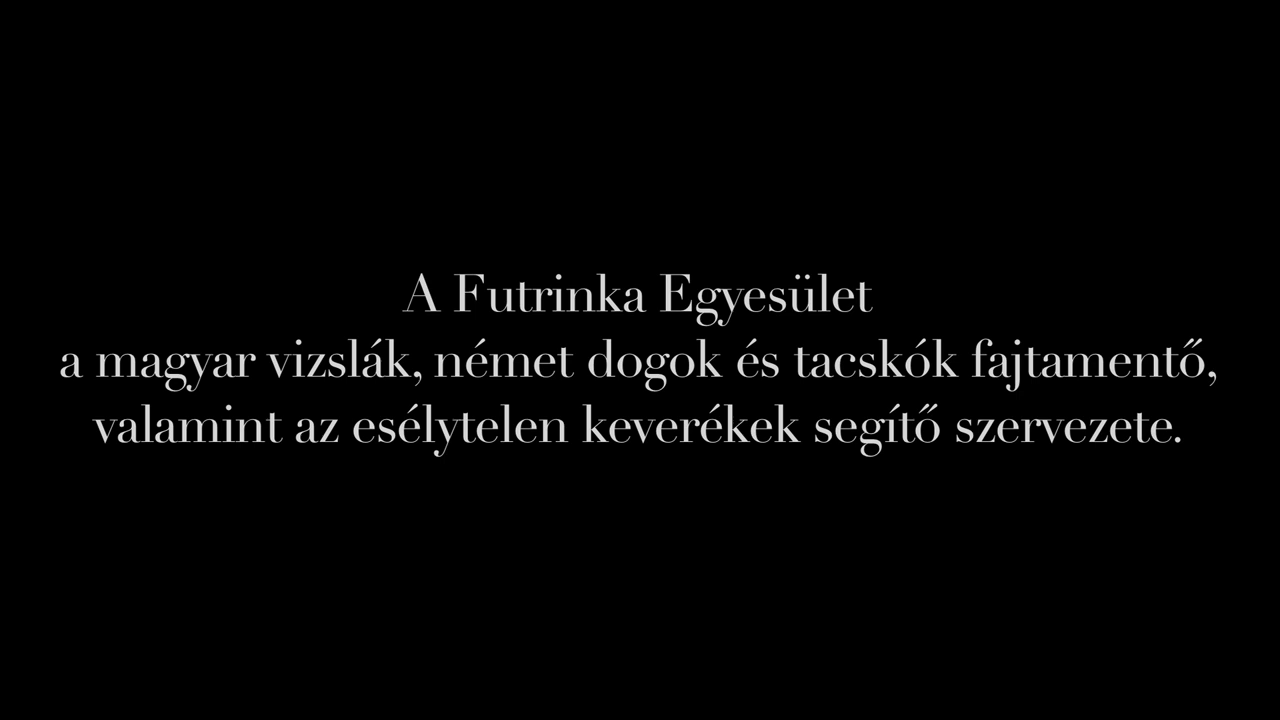 A Futrinka Egyesület
a magyar vizslák, német dogok és tacskók fajtamentő,
valamint az esélytelen keverékek segítő szervezete.